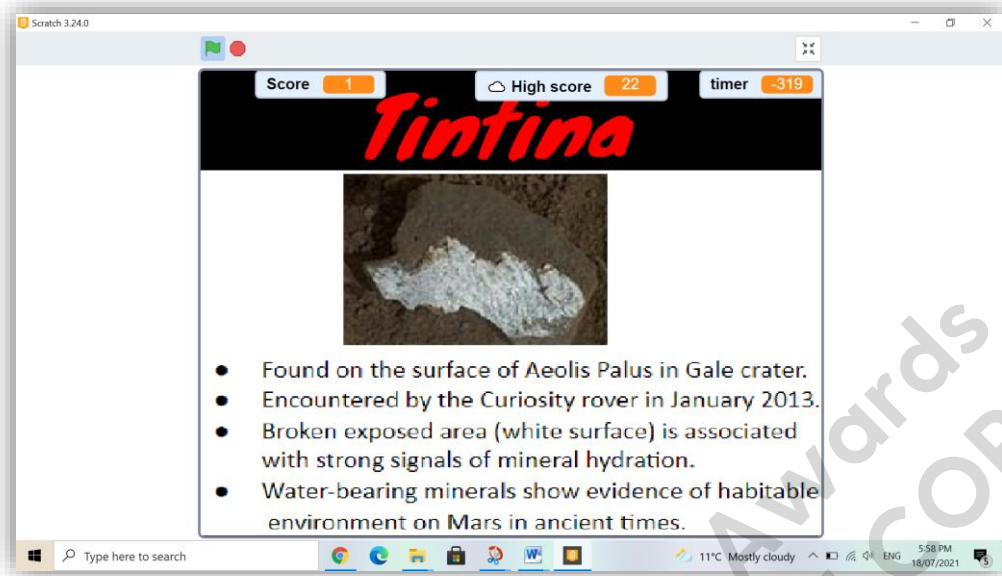 Scratch 3.24.0
Score 1 High score 22 timer -319
Tintina
● Found on the surface of Aeolis Palus in Gale crater.
● Encountered by the Curiosity rover in January 2013.
● Broken exposed area (white surface) is associated
with strong signals of mineral hydration.
● Water-bearing minerals show evidence of habitable
environment on Mars in ancient times.
Type here to search 11°C Mostly cloudy ENG 5:58 PM
18/07/2021
5
Awards
COP